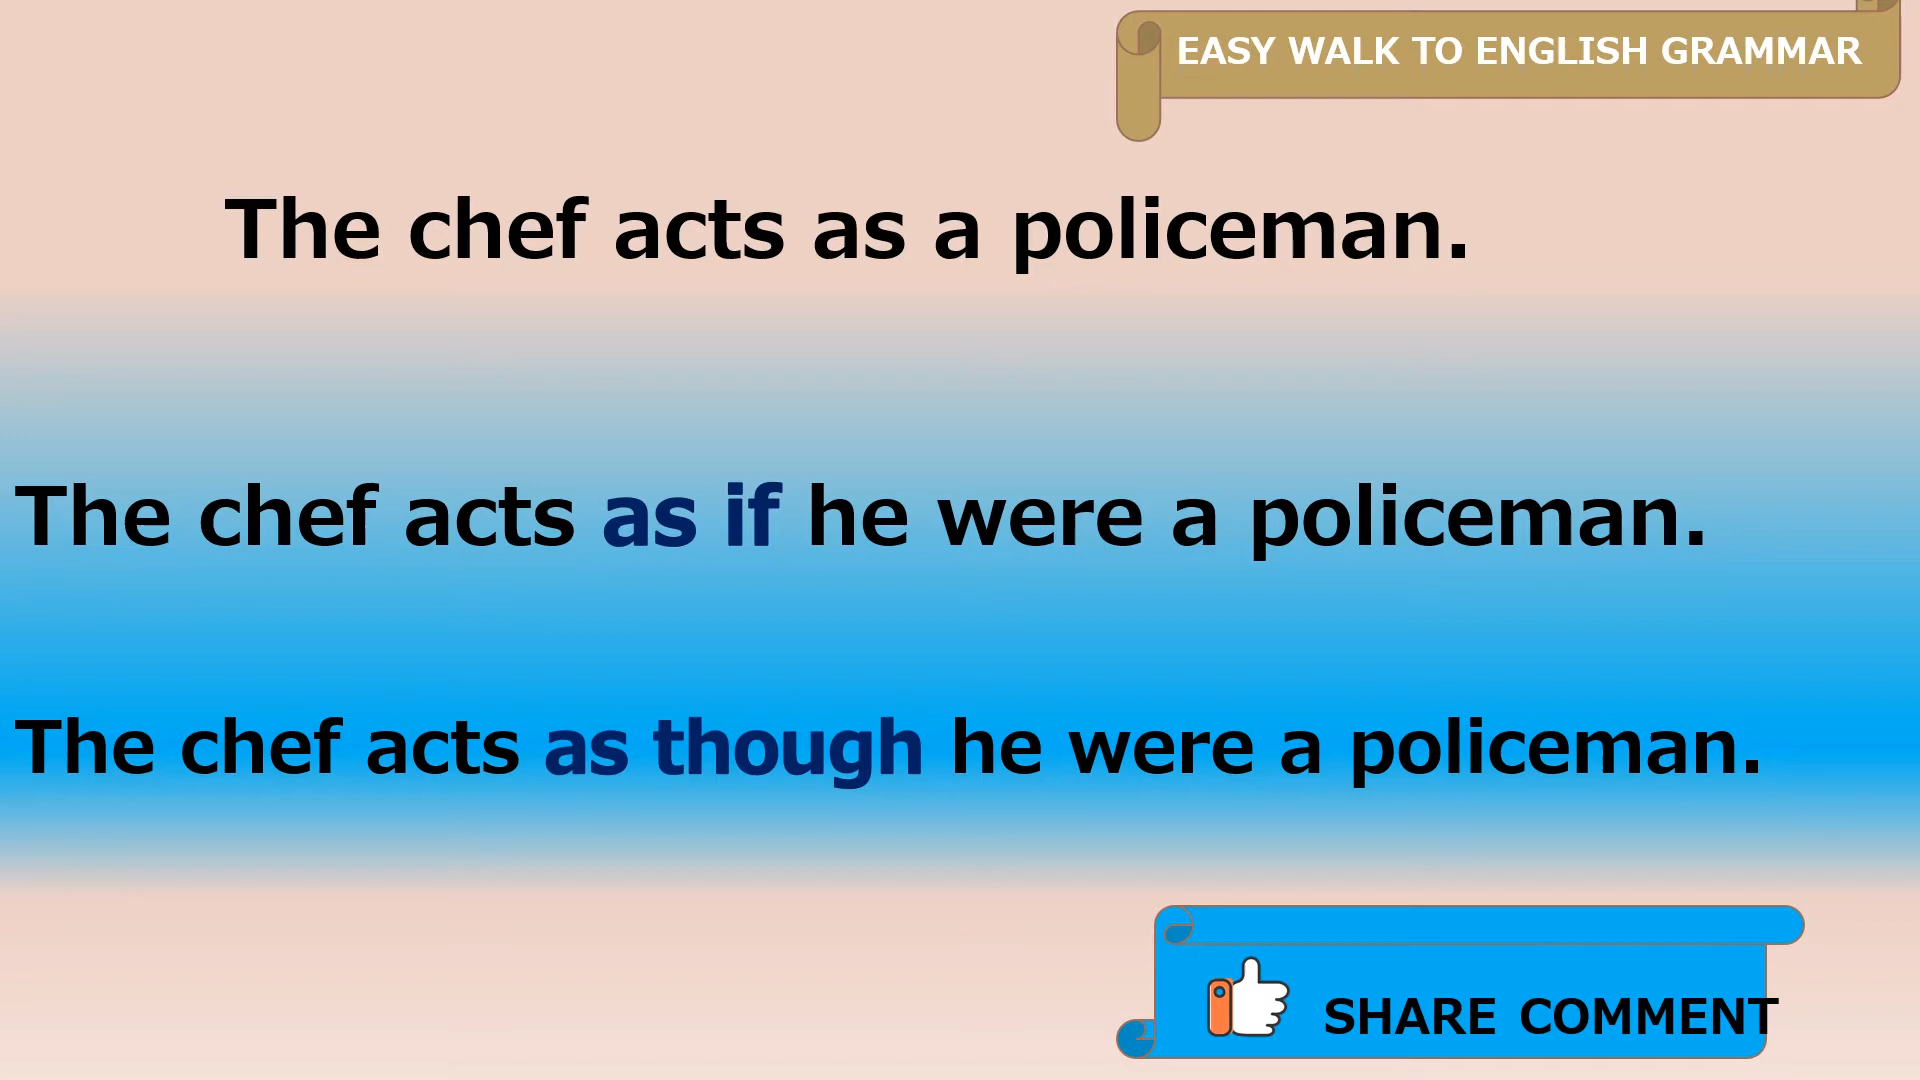 EASY WALK TO ENGLISH GRAMMAR
The chef acts as a policeman.
The chef acts as if he were a policeman.
The chef acts as though he were a policeman.
SHARE COMMENT